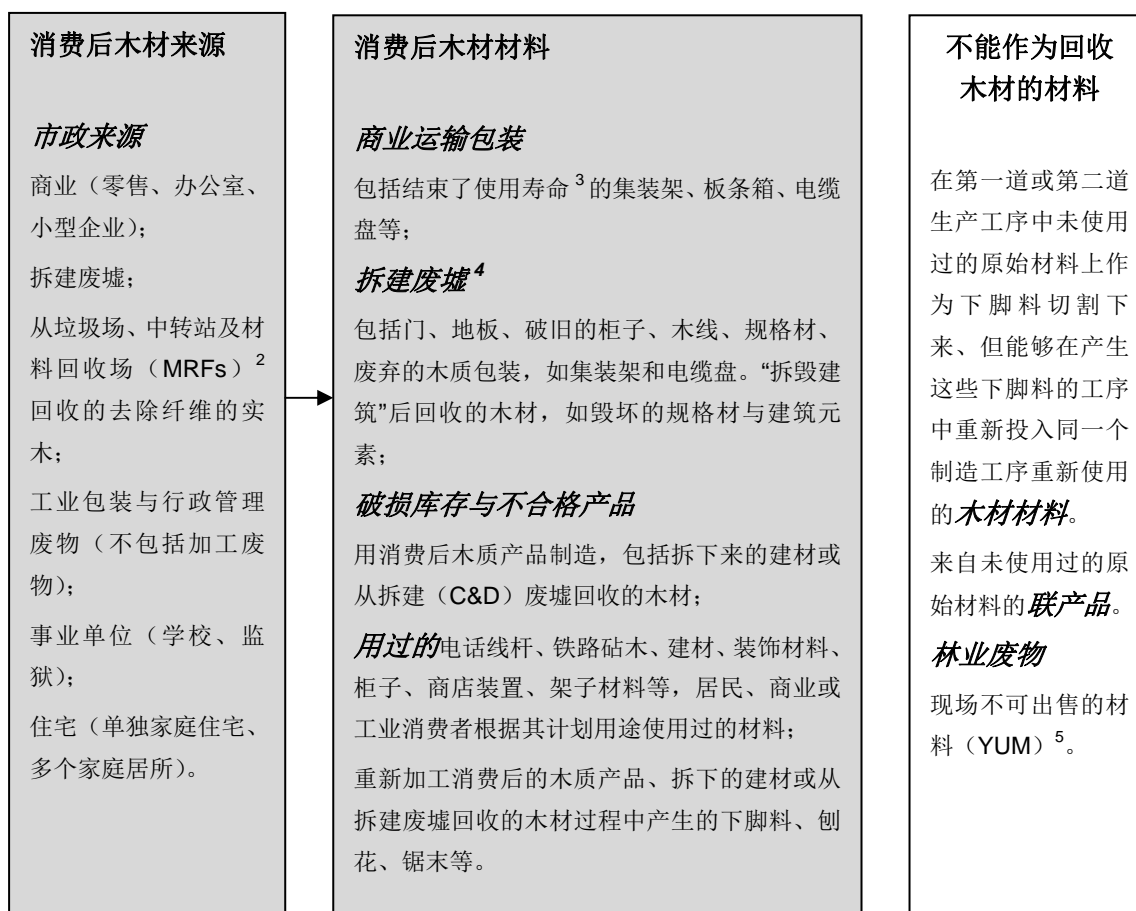 消费后木材来源
市政来源
商业（零售、办公室、
小型企业）；
拆建废墟；
从垃圾场、中转站及材
料回收场（MRFs）2
回收的去除纤维的实
木；
工业包装与行政管理
废物（不包括加工废
物）；
事业单位（学校、监
狱）；
住宅（单独家庭住宅、
多个家庭居所）。
消费后木材材料
商业运输包装
包括结束了使用寿命3的集装架、板条箱、电缆
盘等；
拆建废墟4
包括门、地板、破旧的柜子、木线、规格材、
废弃的木质包装，如集装架和电缆盘。“拆毁建
筑”后回收的木材，如毁坏的规格材与建筑元
素；
破损库存与不合格产品
用消费后木质产品制造，包括拆下来的建材或
从拆建（C&D）废墟回收的木材；
用过的电话线杆、铁路砧木、建材、装饰材料、
柜子、商店装置、架子材料等，居民、商业或
工业消费者根据其计划用途使用过的材料；
重新加工消费后的木质产品、拆下的建材或从
拆建废墟回收的木材过程中产生的下脚料、刨
花、锯末等。
不能作为回收
木材的材料
在第一道或第二道
生产工序中未使用
过的原始材料上作
为下脚料切割下
来、但能够在产生
这些下脚料的工序
中重新投入同一个
制造工序重新使用
的木材材料。
来自未使用过的原
始材料的联产品。
林业废物
现场不可出售的材
料（YUM）5。